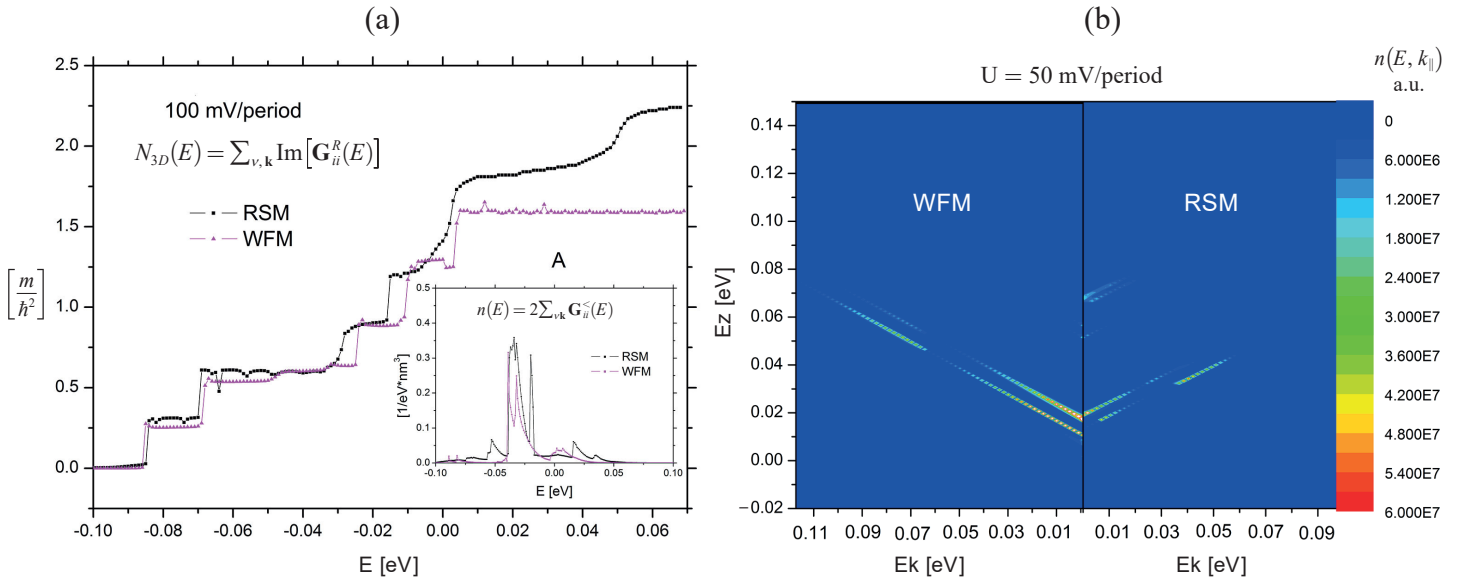 (a)
2.5
2.0
1.5
1.0
0.5
0.0
[m/ħ²]
100 mV/period
N_{3D}(E) = ∑_{ν,k} Im[G^R_{ii}(E)]
RSM
WFM
A
n(E) = 2∑_{νk} G^<_{ii}(E)
RSM
WFM
0.5
0.4
0.3
0.2
0.1
0.0
[1/eV*nm³]
-0.10 -0.05 0.00 0.05 0.10
E [eV]
-0.10 -0.08 -0.06 -0.04 -0.02 0.00 0.02 0.04 0.06
E [eV]
(b)
U = 50 mV/period
WFM
RSM
0.14
0.12
0.10
0.08
0.06
0.04
0.02
0.00
−0.02
Ez [eV]
0.11 0.09 0.07 0.05 0.03 0.01 0.01 0.03 0.05 0.07 0.09
Ek [eV] Ek [eV]
n(E, k_∥)
a.u.
0
6.000E6
1.200E7
1.800E7
2.400E7
3.000E7
3.600E7
4.200E7
4.800E7
5.400E7
6.000E7